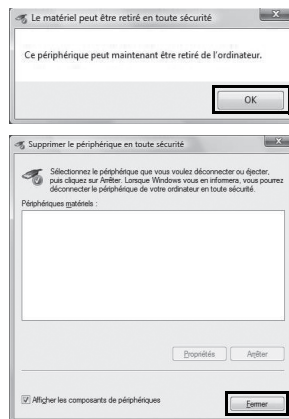 Le matériel peut être retiré en toute sécurité
Ce périphérique peut maintenant être retiré de l'ordinateur.
OK
Supprimer le périphérique en toute sécurité
Sélectionnez le périphérique que vous voulez déconnecter ou éjecter,
puis cliquez sur Arrêter. Lorsque Windows vous en informera, vous pourrez
déconnecter le périphérique de votre ordinateur en toute sécurité.
Périphériques matériels :
Propriétés
Arrêter
Afficher les composants de périphériques
Fermer